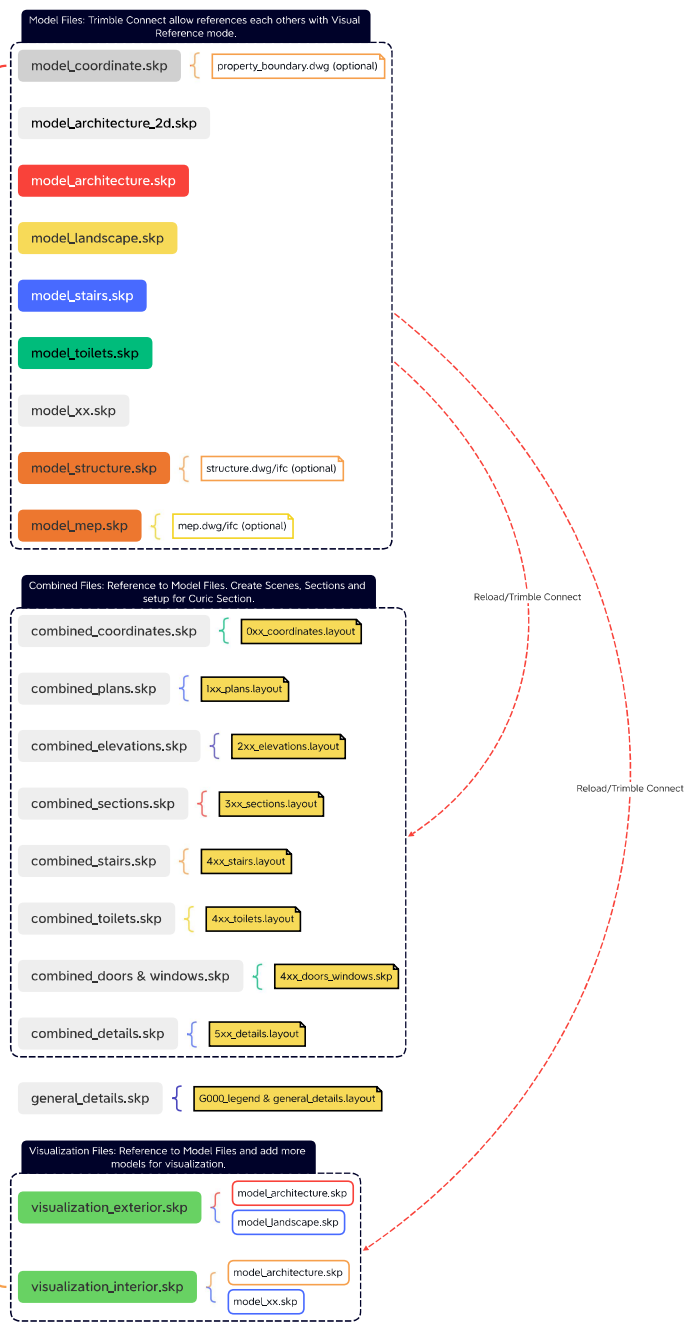 Model Files: Trimble Connect allow references each others with Visual
Reference mode.
model_coordinate.skp
property_boundary.dwg (optional)
model_architecture_2d.skp
model_architecture.skp
model_landscape.skp
model_stairs.skp
model_toilets.skp
model_xx.skp
model_structure.skp
structure.dwg/ifc (optional)
model_mep.skp
mep.dwg/ifc (optional)
Combined Files: Reference to Model Files. Create Scenes, Sections and
setup for Curic Section.
Reload/Trimble Connect
combined_coordinates.skp
0xx_coordinates.layout
combined_plans.skp
1xx_plans.layout
combined_elevations.skp
2xx_elevations.layout
Reload/Trimble Connect
combined_sections.skp
3xx_sections.layout
combined_stairs.skp
4xx_stairs.layout
combined_toilets.skp
4xx_toilets.layout
combined_doors & windows.skp
4xx_doors_windows.skp
combined_details.skp
5xx_details.layout
general_details.skp
G000_legend & general_details.layout
Visualization Files: Reference to Model Files and add more
models for visualization.
visualization_exterior.skp
model_architecture.skp
model_landscape.skp
visualization_interior.skp
model_architecture.skp
model_xx.skp